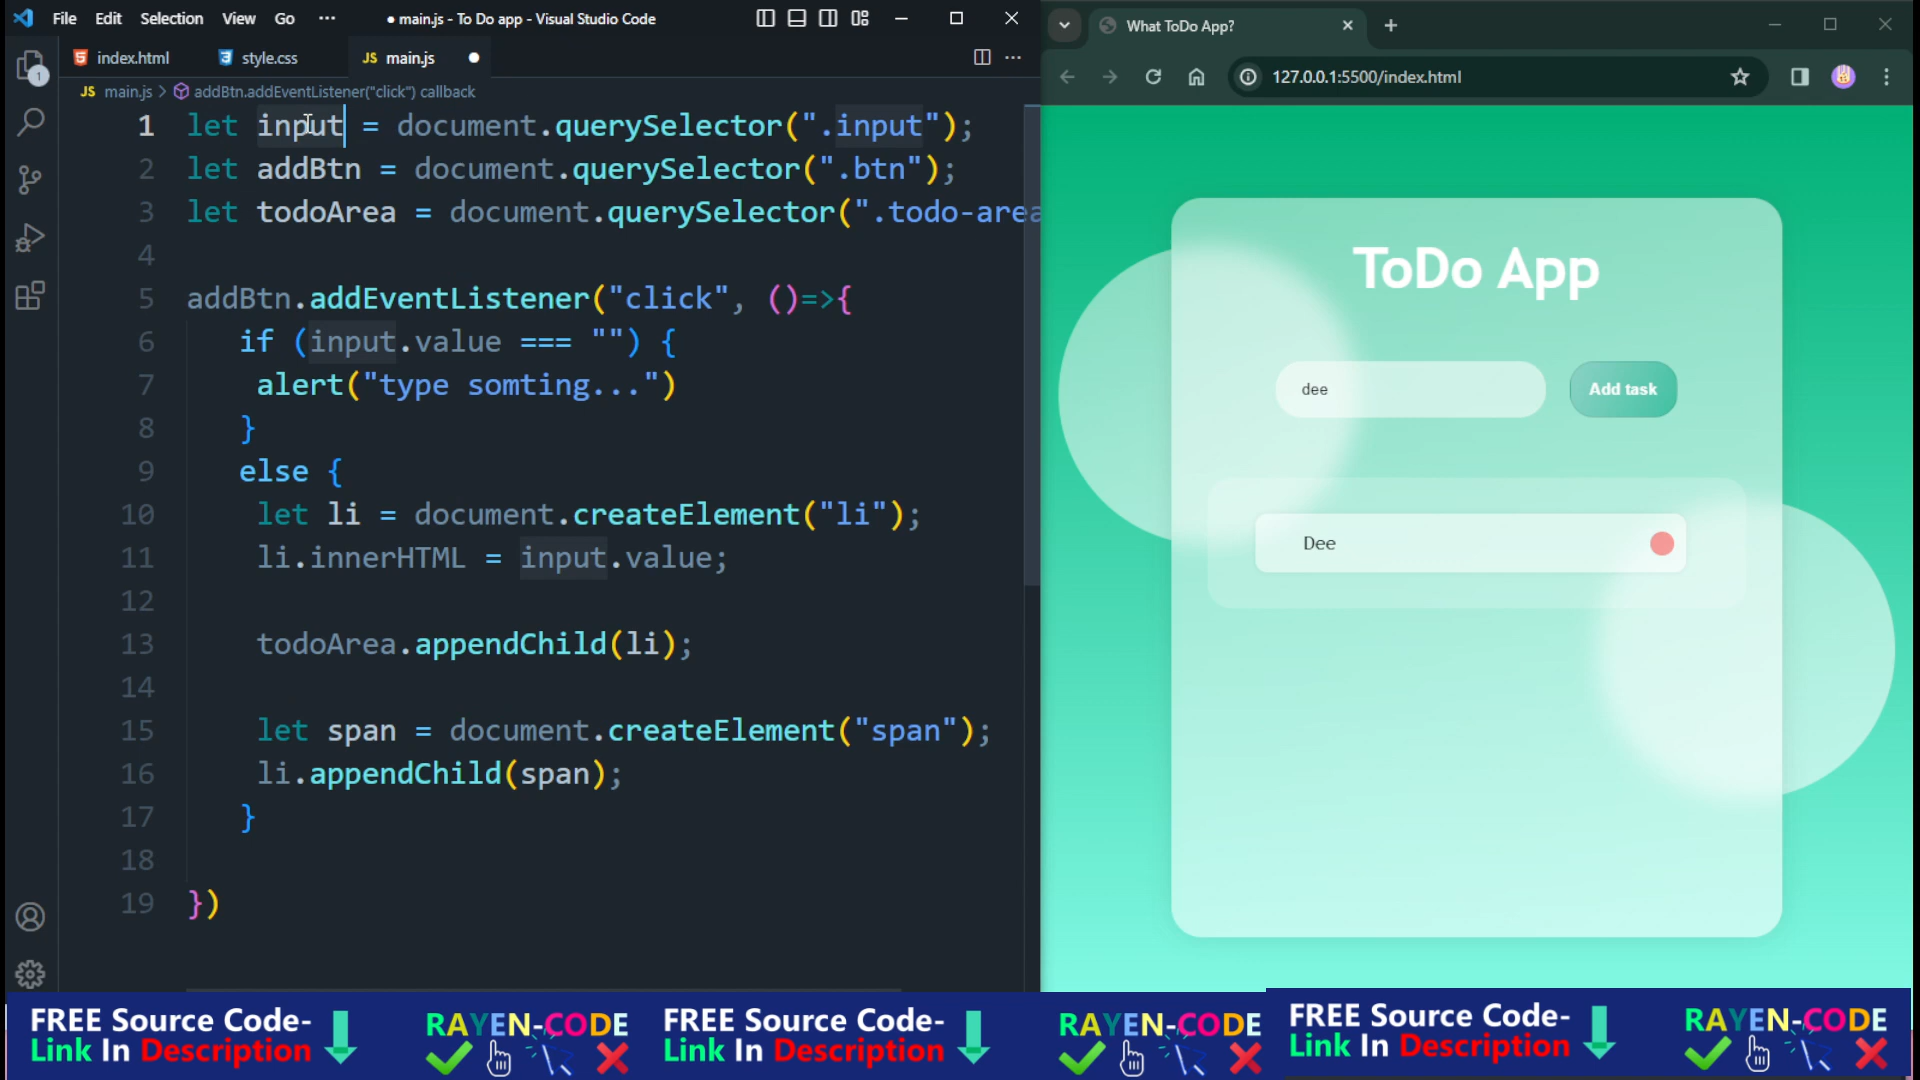 File Edit Selection View Go ··· ● main.js - To Do app - Visual Studio Code
index.html style.css JS main.js ●
JS main.js > addBtn.addEventListener("click") callback
1 let input = document.querySelector(".input");
2 let addBtn = document.querySelector(".btn");
3 let todoArea = document.querySelector(".todo-area
4
5 addBtn.addEventListener("click", ()=>{
6 if (input.value === "") {
7 alert("type somting...")
8 }
9 else {
10 let li = document.createElement("li");
11 li.innerHTML = input.value;
12
13 todoArea.appendChild(li);
14
15 let span = document.createElement("span");
16 li.appendChild(span);
17 }
18
19 })
1
What ToDo App?
127.0.0.1:5500/index.html
ToDo App
dee Add task
Dee
FREE Source Code-
Link In Description
RAYEN-CODE
FREE Source Code-
Link In Description
RAYEN-CODE
FREE Source Code-
Link In Description
RAYEN-CODE